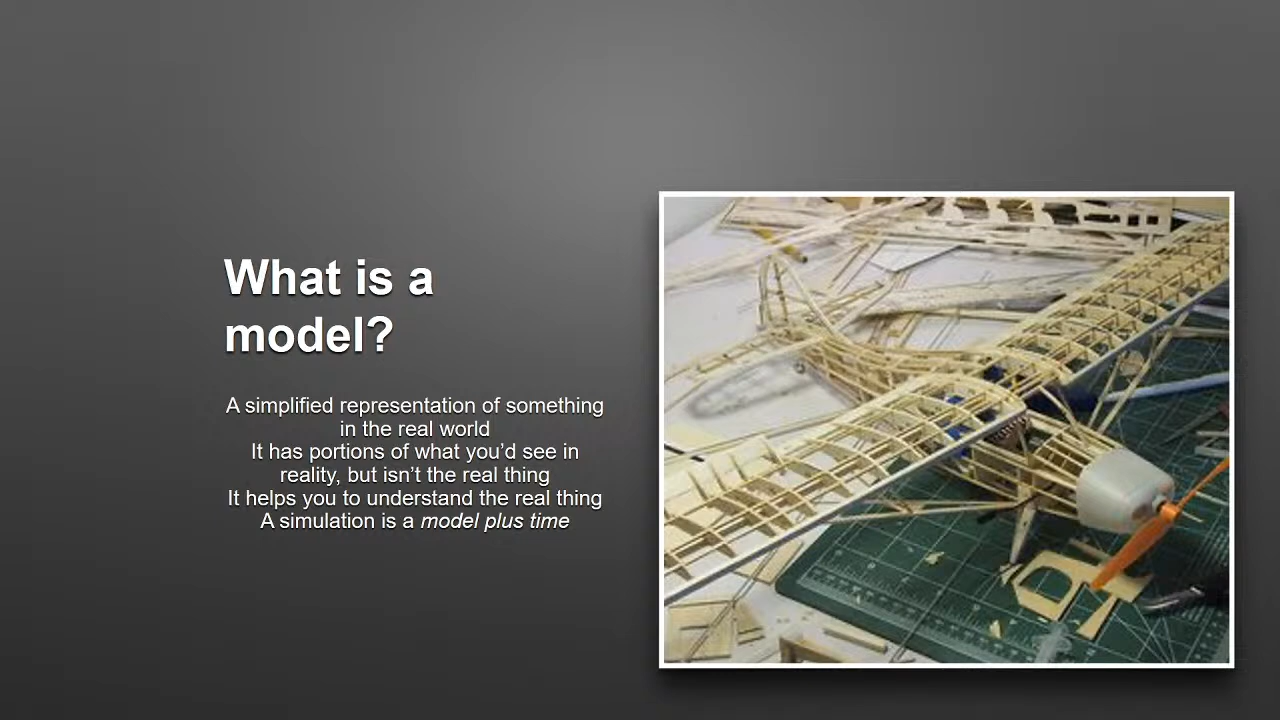 What is a
model?
A simplified representation of something
in the real world
It has portions of what you’d see in
reality, but isn’t the real thing
It helps you to understand the real thing
A simulation is a model plus time